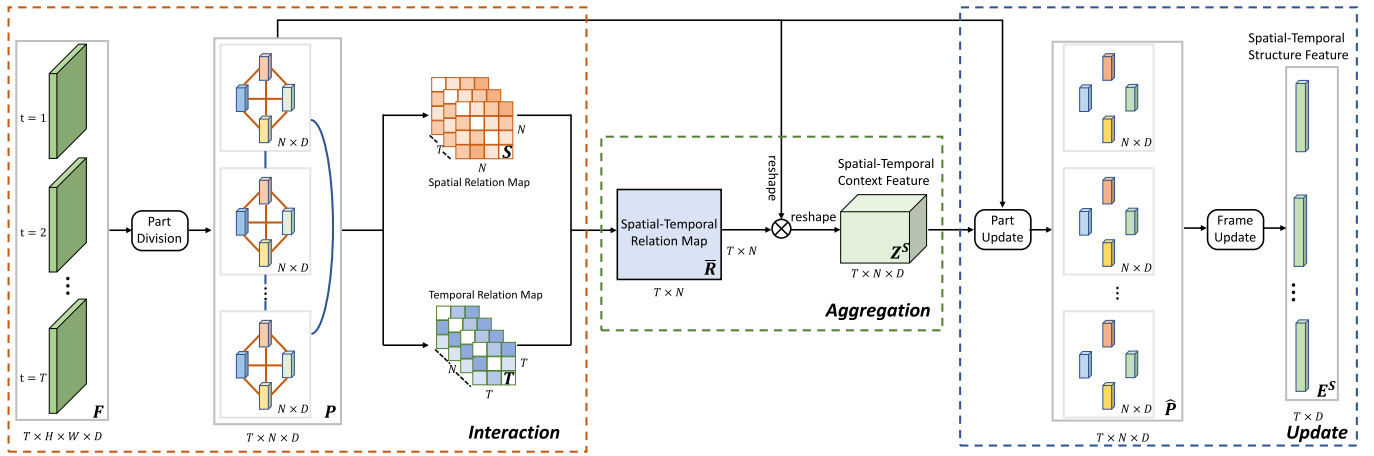 t = 1
t = 2
t = T
F
T × H × W × D
Part
Division
N × D
N × D
N × D
P
T × N × D
T
N
N
S
Spatial Relation Map
Temporal Relation Map
N
T
T
T
Interaction
Spatial-Temporal
Relation Map
R̅
T × N
T × N
reshape
reshape
Spatial-Temporal
Context Feature
Z^S
T × N × D
Aggregation
Part
Update
N × D
N × D
N × D
P̂
T × N × D
Frame
Update
Spatial-Temporal
Structure Feature
E^S
T × D
Update